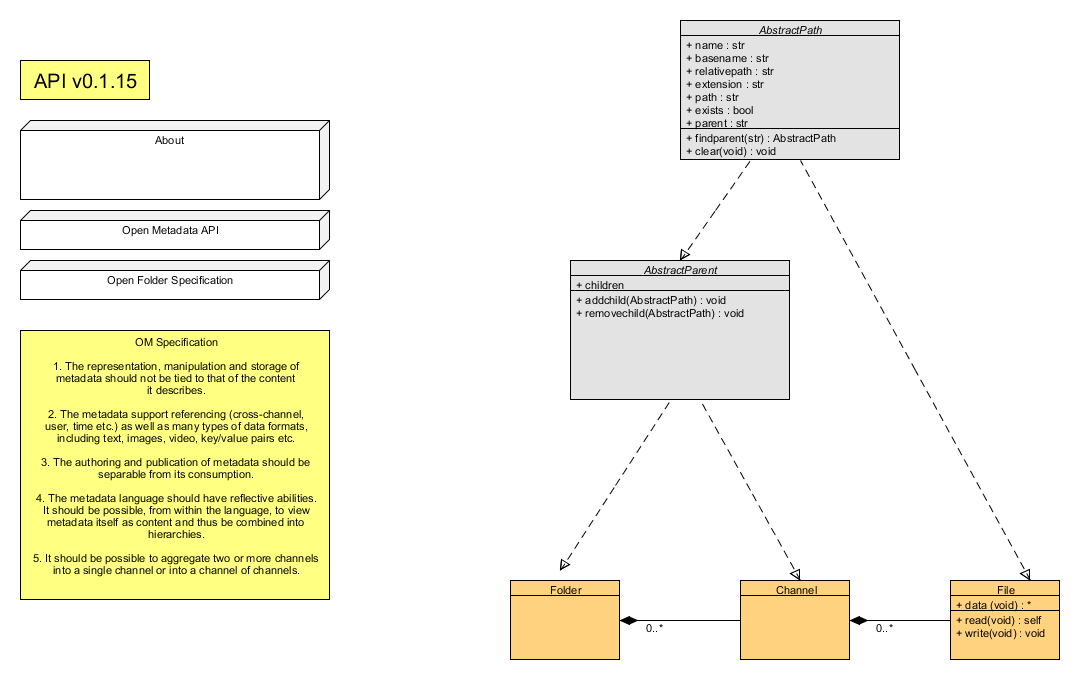 API v0.1.15
About
Open Metadata API
Open Folder Specification
OM Specification
1. The representation, manipulation and storage of
metadata should not be tied to that of the content
it describes.
2. The metadata support referencing (cross-channel,
user, time etc.) as well as many types of data formats,
including text, images, video, key/value pairs etc.
3. The authoring and publication of metadata should be
separable from its consumption.
4. The metadata language should have reflective abilities.
It should be possible, from within the language, to view
metadata itself as content and thus be combined into
hierarchies.
5. It should be possible to aggregate two or more channels
into a single channel or into a channel of channels.
AbstractPath
+ name : str
+ basename : str
+ relativepath : str
+ extension : str
+ path : str
+ exists : bool
+ parent : str
+ findparent(str) : AbstractPath
+ clear(void) : void
AbstractParent
+ children
+ addchild(AbstractPath) : void
+ removechild(AbstractPath) : void
Folder
0..*
Channel
0..*
File
+ data (void) : *
+ read(void) : self
+ write(void) : void